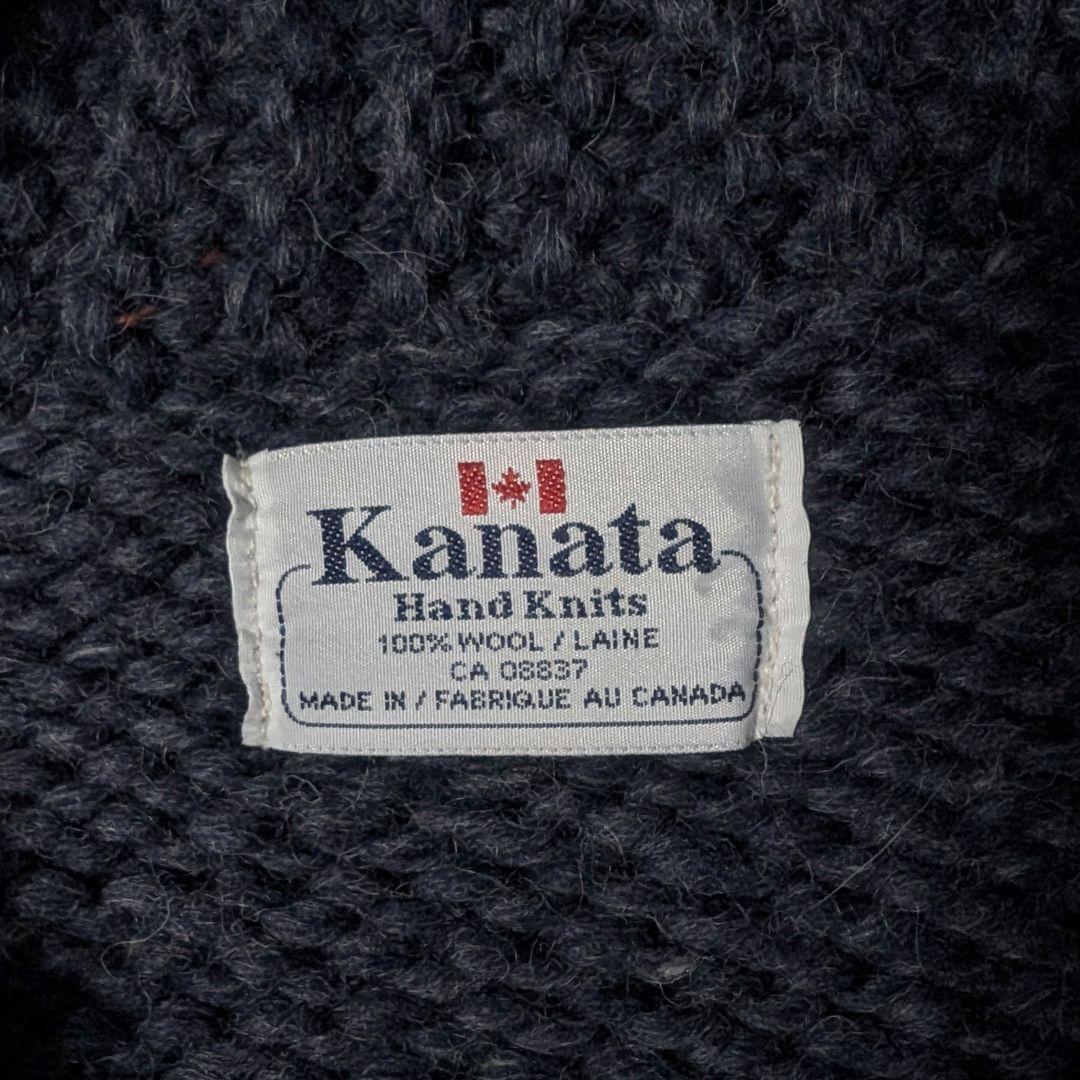 Kanata
Hand Knits
100% WOOL / LAINE
CA 08837
MADE IN / FABRIQUE AU CANADA